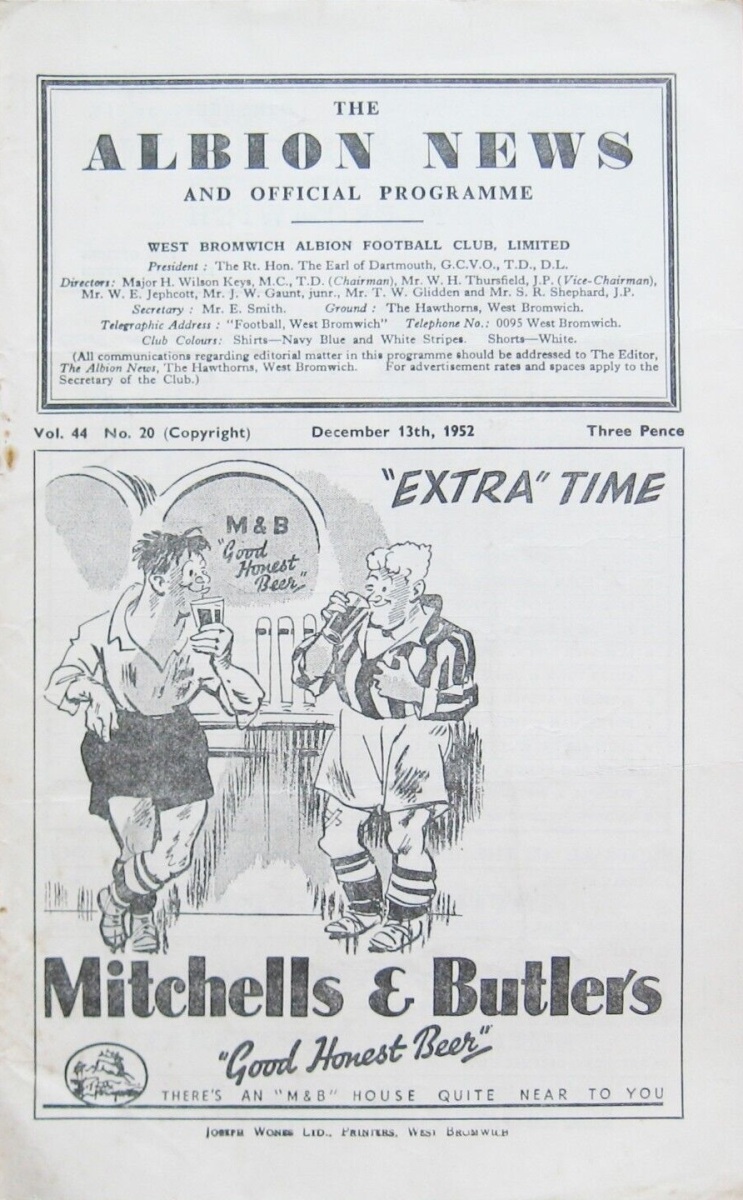 THE
ALBION NEWS
AND OFFICIAL PROGRAMME
WEST BROMWICH ALBION FOOTBALL CLUB, LIMITED
President : The Rt. Hon. The Earl of Dartmouth, G.C.V.O., T.D., D.L.
Directors: Major H. Wilson Keys, M.C., T.D. (Chairman), Mr. W. H. Thursfield, J.P. (Vice-Chairman),
Mr. W. E. Jephcott, Mr. J. W. Gaunt, junr., Mr. T. W. Glidden and Mr. S. R. Shephard, J.P.
Secretary : Mr. E. Smith. Ground : The Hawthorns, West Bromwich.
Telegraphic Address : "Football, West Bromwich" Telephone No.: 0095 West Bromwich.
Club Colours: Shirts—Navy Blue and White Stripes. Shorts—White.
(All communications regarding editorial matter in this programme should be addressed to The Editor,
The Albion News, The Hawthorns, West Bromwich. For advertisement rates and spaces apply to the
Secretary of the Club.)
Vol. 44 No. 20 (Copyright) December 13th, 1952 Three Pence
"EXTRA" TIME
M & B
"Good
Honest
Beer"
Mitchells & Butler's
"Good Honest Beer"
THERE'S AN "M&B" HOUSE QUITE NEAR TO YOU
JOSEPH WONES LTD., PRINTERS, WEST BROMWICH